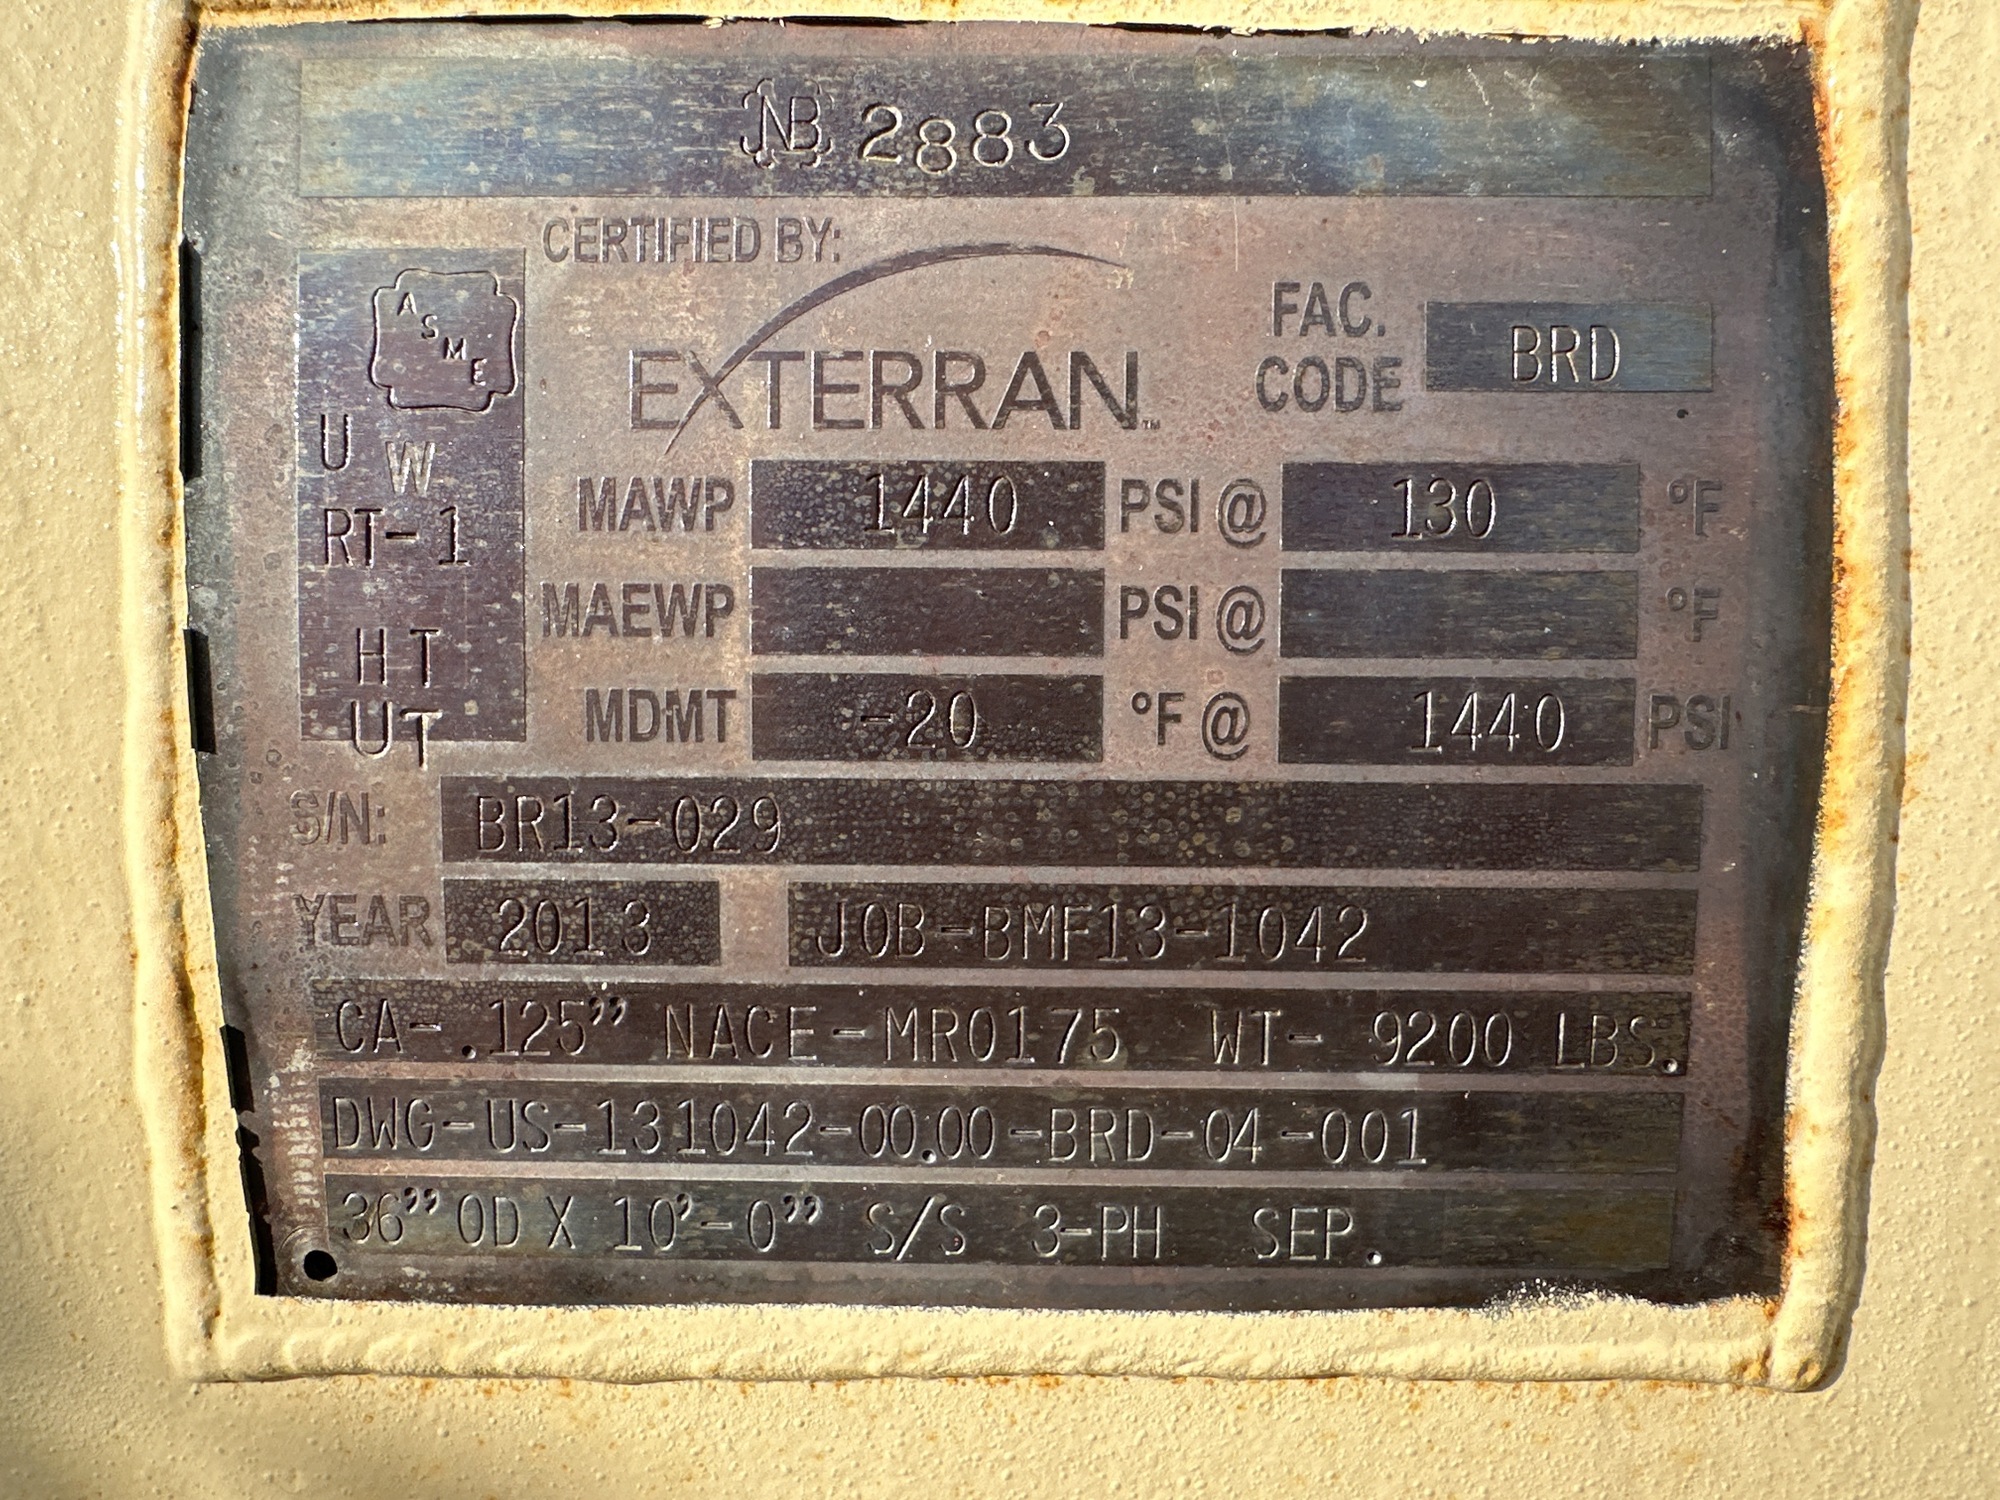 NB 2883
CERTIFIED BY:
EXTERRAN™
FAC. CODE BRD
ASME
U W
RT-1
HT
UT
MAWP 1440 PSI @ 130 °F
MAEWP PSI @ °F
MDMT -20 °F @ 1440 PSI
S/N: BR13-029
YEAR 2013 JOB-BMF13-1042
CA- .125” NACE-MR0175 WT- 9200 LBS.
DWG-US-131042-00.00-BRD-04-001
36” OD X 10’-0” S/S 3-PH SEP.